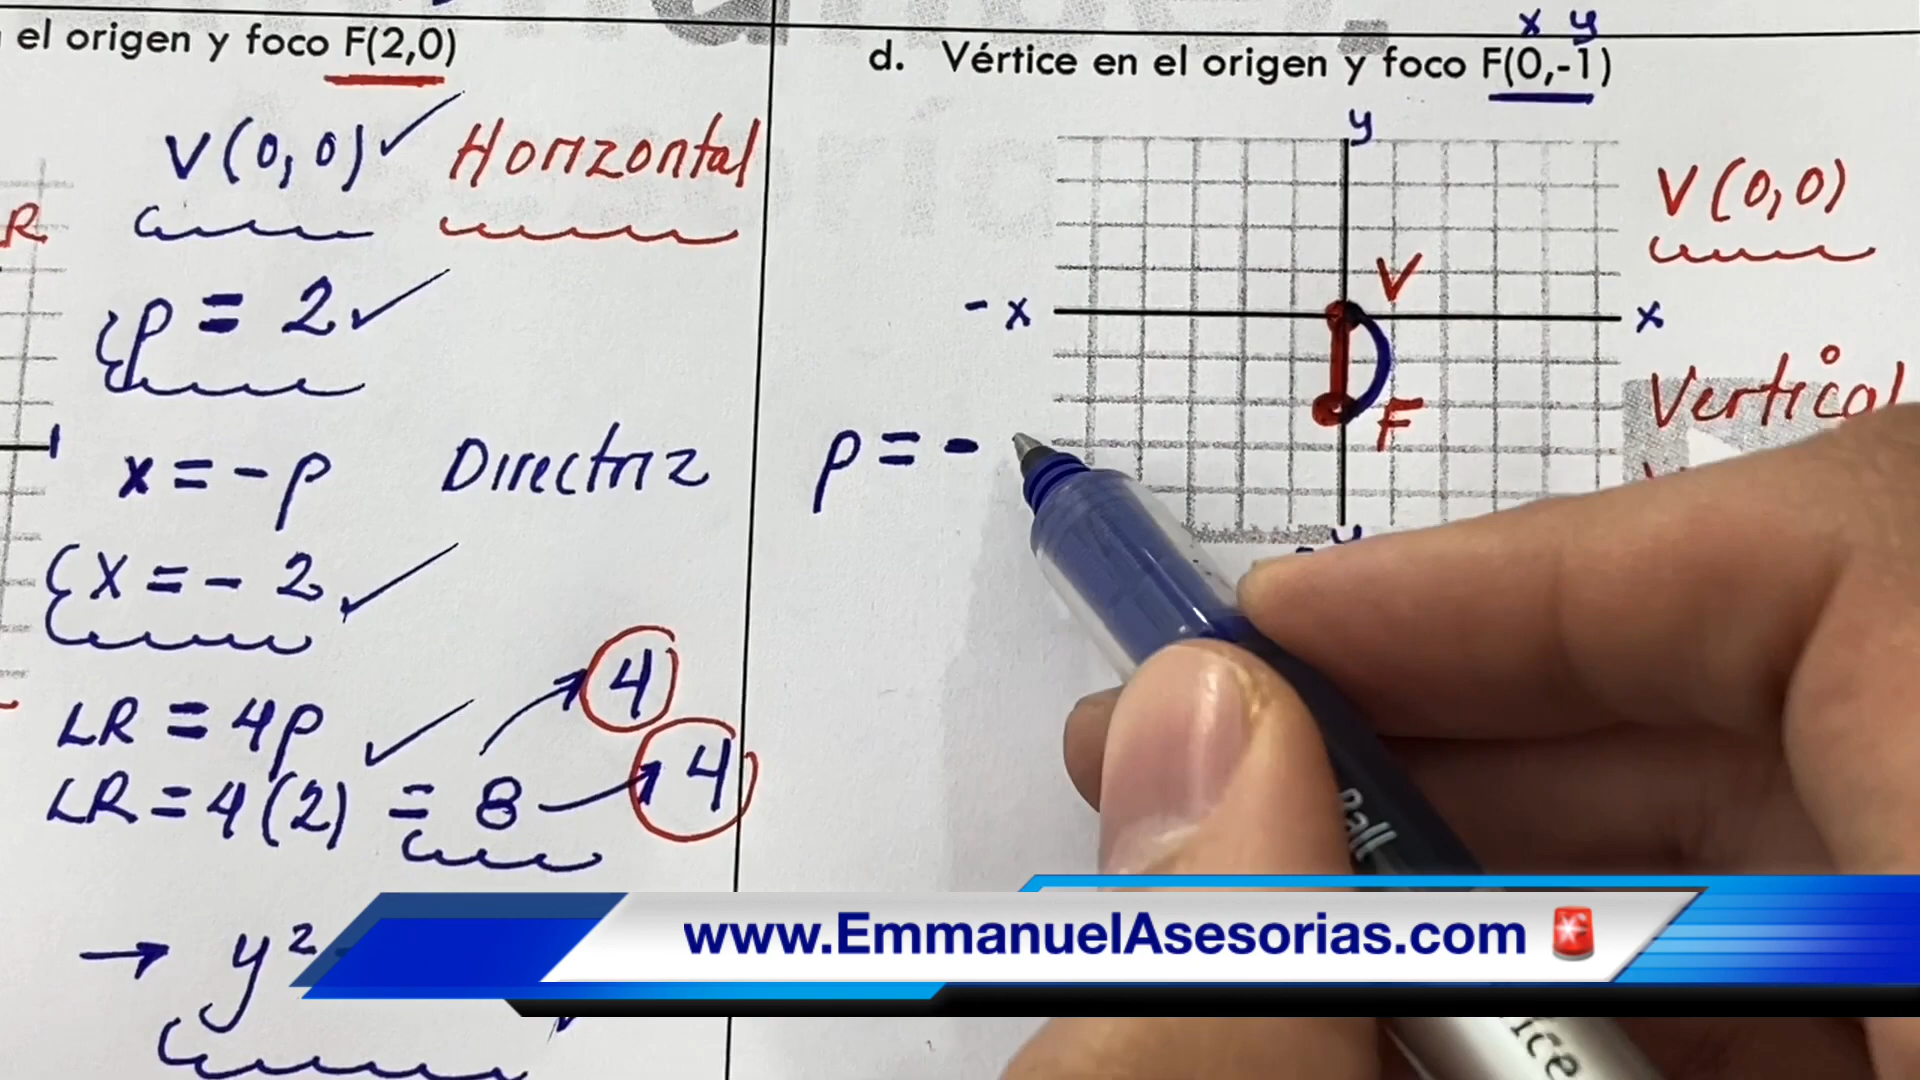 el origen y foco F(2,0)
V(0,0) Horizontal
R
p = 2
x = -p Directriz
x = - 2
LR = 4p
LR = 4(2) = 8
4
4
→ y²
x y
d. Vértice en el origen y foco F(0,-1)
y
V(0,0)
V
- x
x
Vertical
F
p = -
- y
Ball
www.EmmanuelAsesorias.com